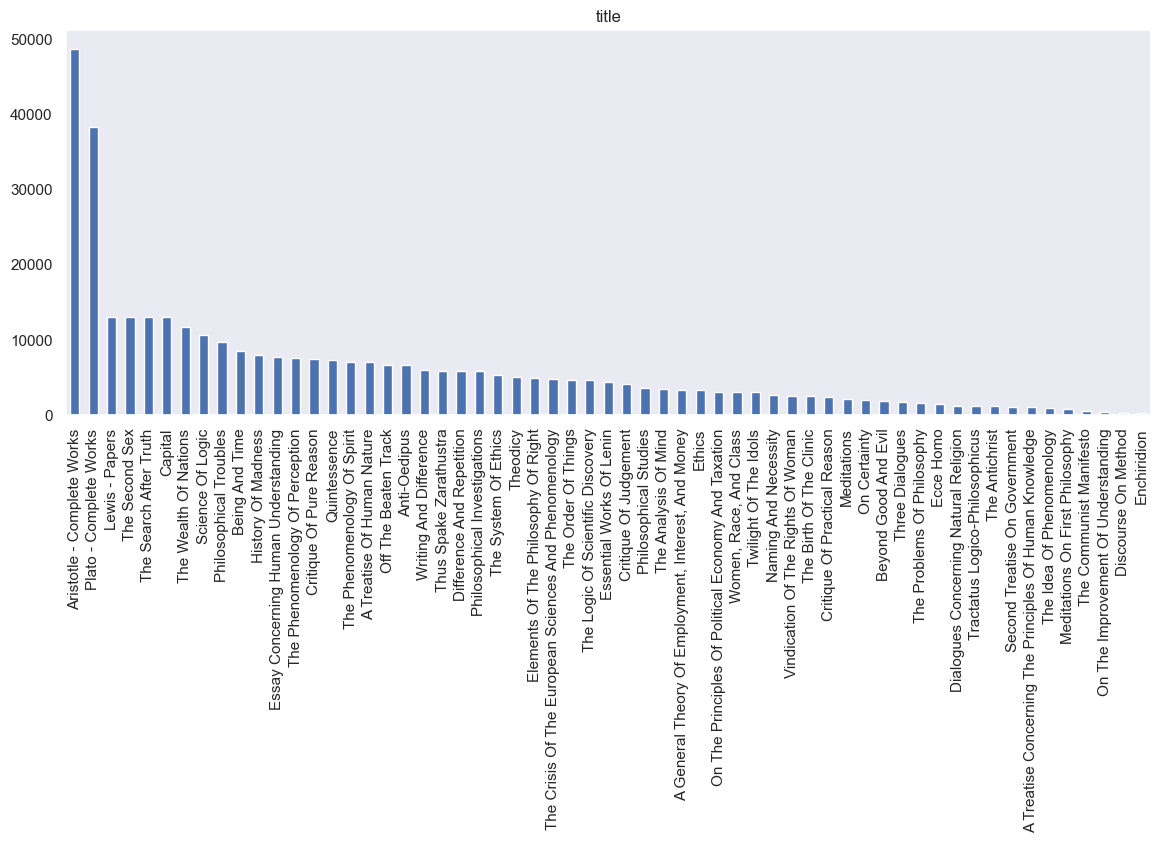 title
50000
40000
30000
20000
10000
0
Aristotle - Complete Works
Plato - Complete Works
Lewis - Papers
The Second Sex
The Search After Truth
Capital
The Wealth Of Nations
Science Of Logic
Philosophical Troubles
Being And Time
History Of Madness
Essay Concerning Human Understanding
The Phenomenology Of Perception
Critique Of Pure Reason
Quintessence
The Phenomenology Of Spirit
A Treatise Of Human Nature
Off The Beaten Track
Anti-Oedipus
Writing And Difference
Thus Spake Zarathustra
Difference And Repetition
Philosophical Investigations
The System Of Ethics
Theodicy
Elements Of The Philosophy Of Right
The Crisis Of The European Sciences And Phenomenology
The Order Of Things
The Logic Of Scientific Discovery
Essential Works Of Lenin
Critique Of Judgement
Philosophical Studies
The Analysis Of Mind
A General Theory Of Employment, Interest, And Money
Ethics
On The Principles Of Political Economy And Taxation
Women, Race, And Class
Twilight Of The Idols
Naming And Necessity
Vindication Of The Rights Of Woman
The Birth Of The Clinic
Critique Of Practical Reason
Meditations
On Certainty
Beyond Good And Evil
Three Dialogues
The Problems Of Philosophy
Ecce Homo
Dialogues Concerning Natural Religion
Tractatus Logico-Philosophicus
The Antichrist
Second Treatise On Government
A Treatise Concerning The Principles Of Human Knowledge
The Idea Of Phenomenology
Meditations On First Philosophy
The Communist Manifesto
On The Improvement Of Understanding
Discourse On Method
Enchiridion